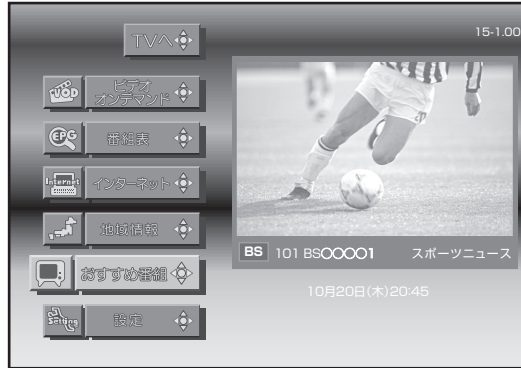 TVへ
15-1.00
VOD
ビデオ
オンデマンド
EPG
番組表
Internet
インターネット
地域情報
おすすめ番組
Setting
設定
BS 101 BS○○○○1 スポーツニュース
10月20日(木)20:45